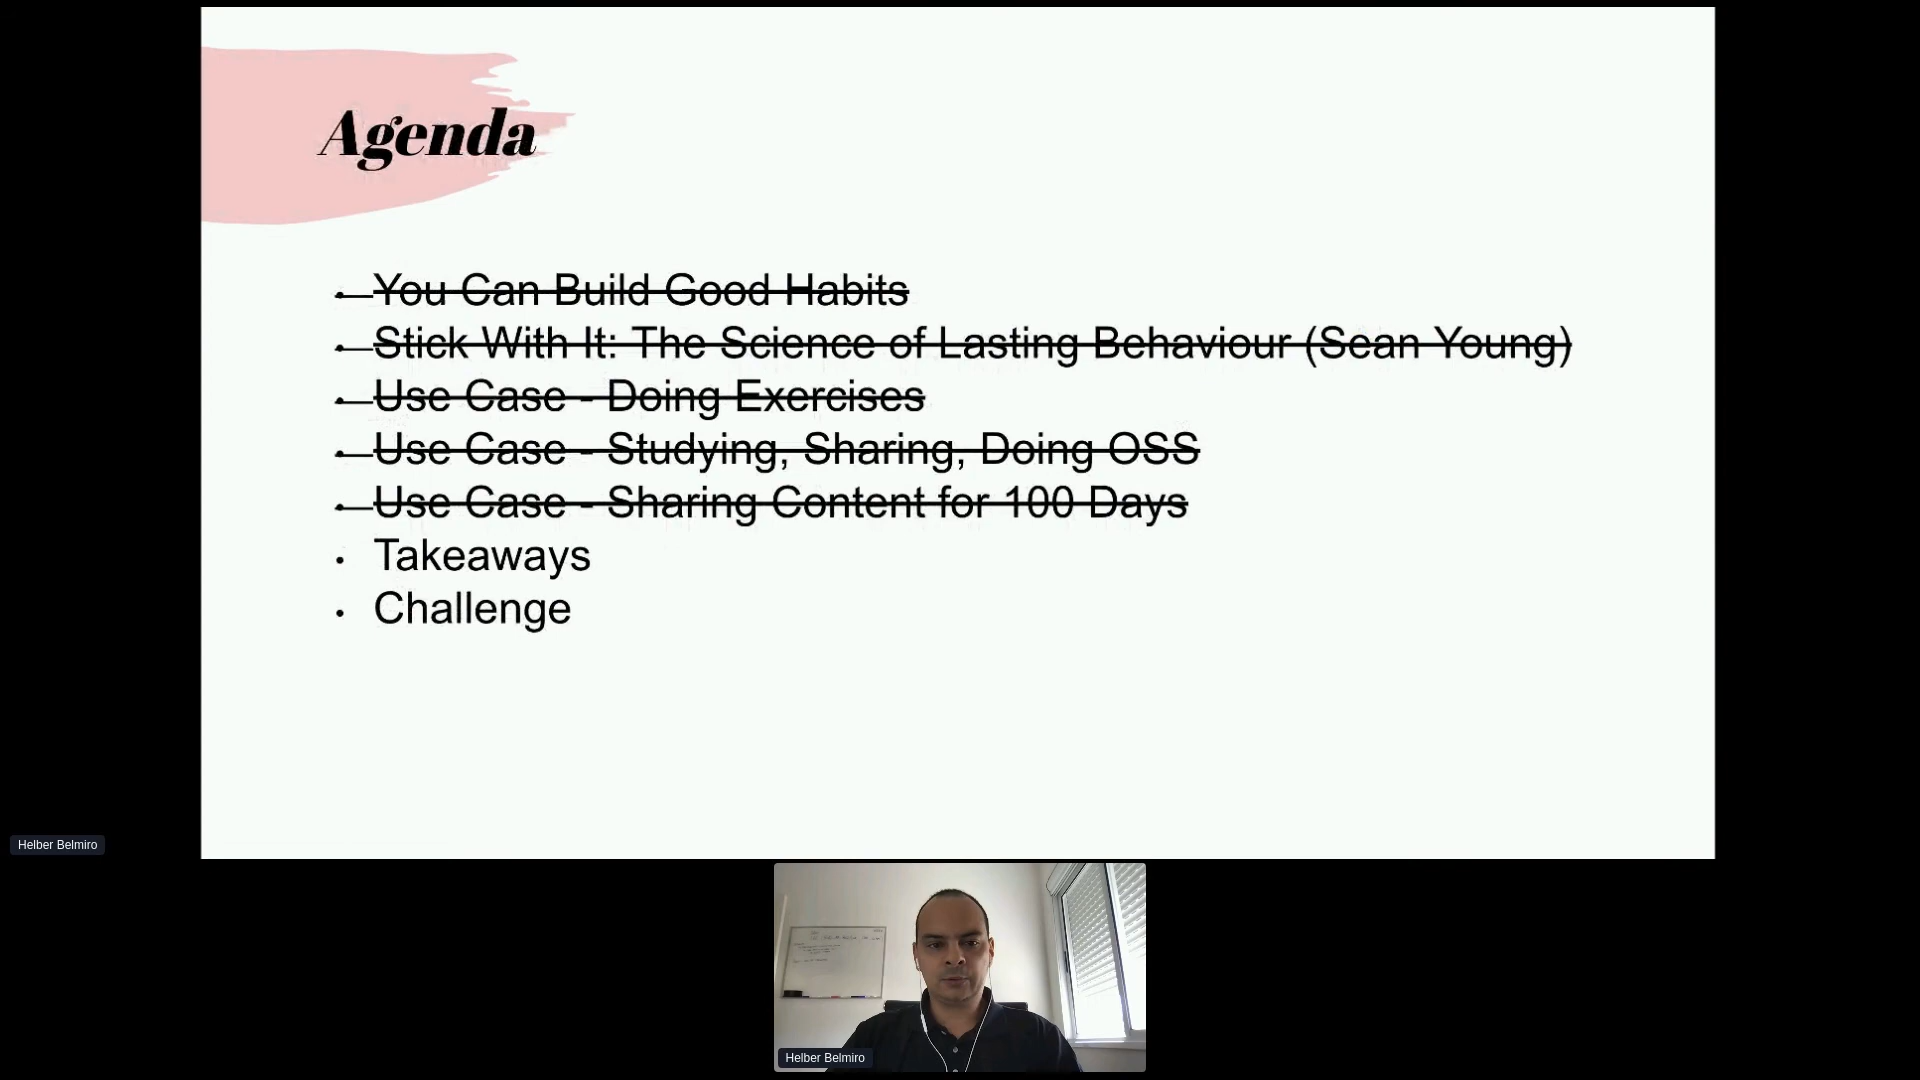 Agenda
• You Can Build Good Habits
• Stick With It: The Science of Lasting Behaviour (Sean Young)
• Use Case - Doing Exercises
• Use Case - Studying, Sharing, Doing OSS
• Use Case - Sharing Content for 100 Days
• Takeaways
• Challenge
Helber Belmiro
Helber Belmiro